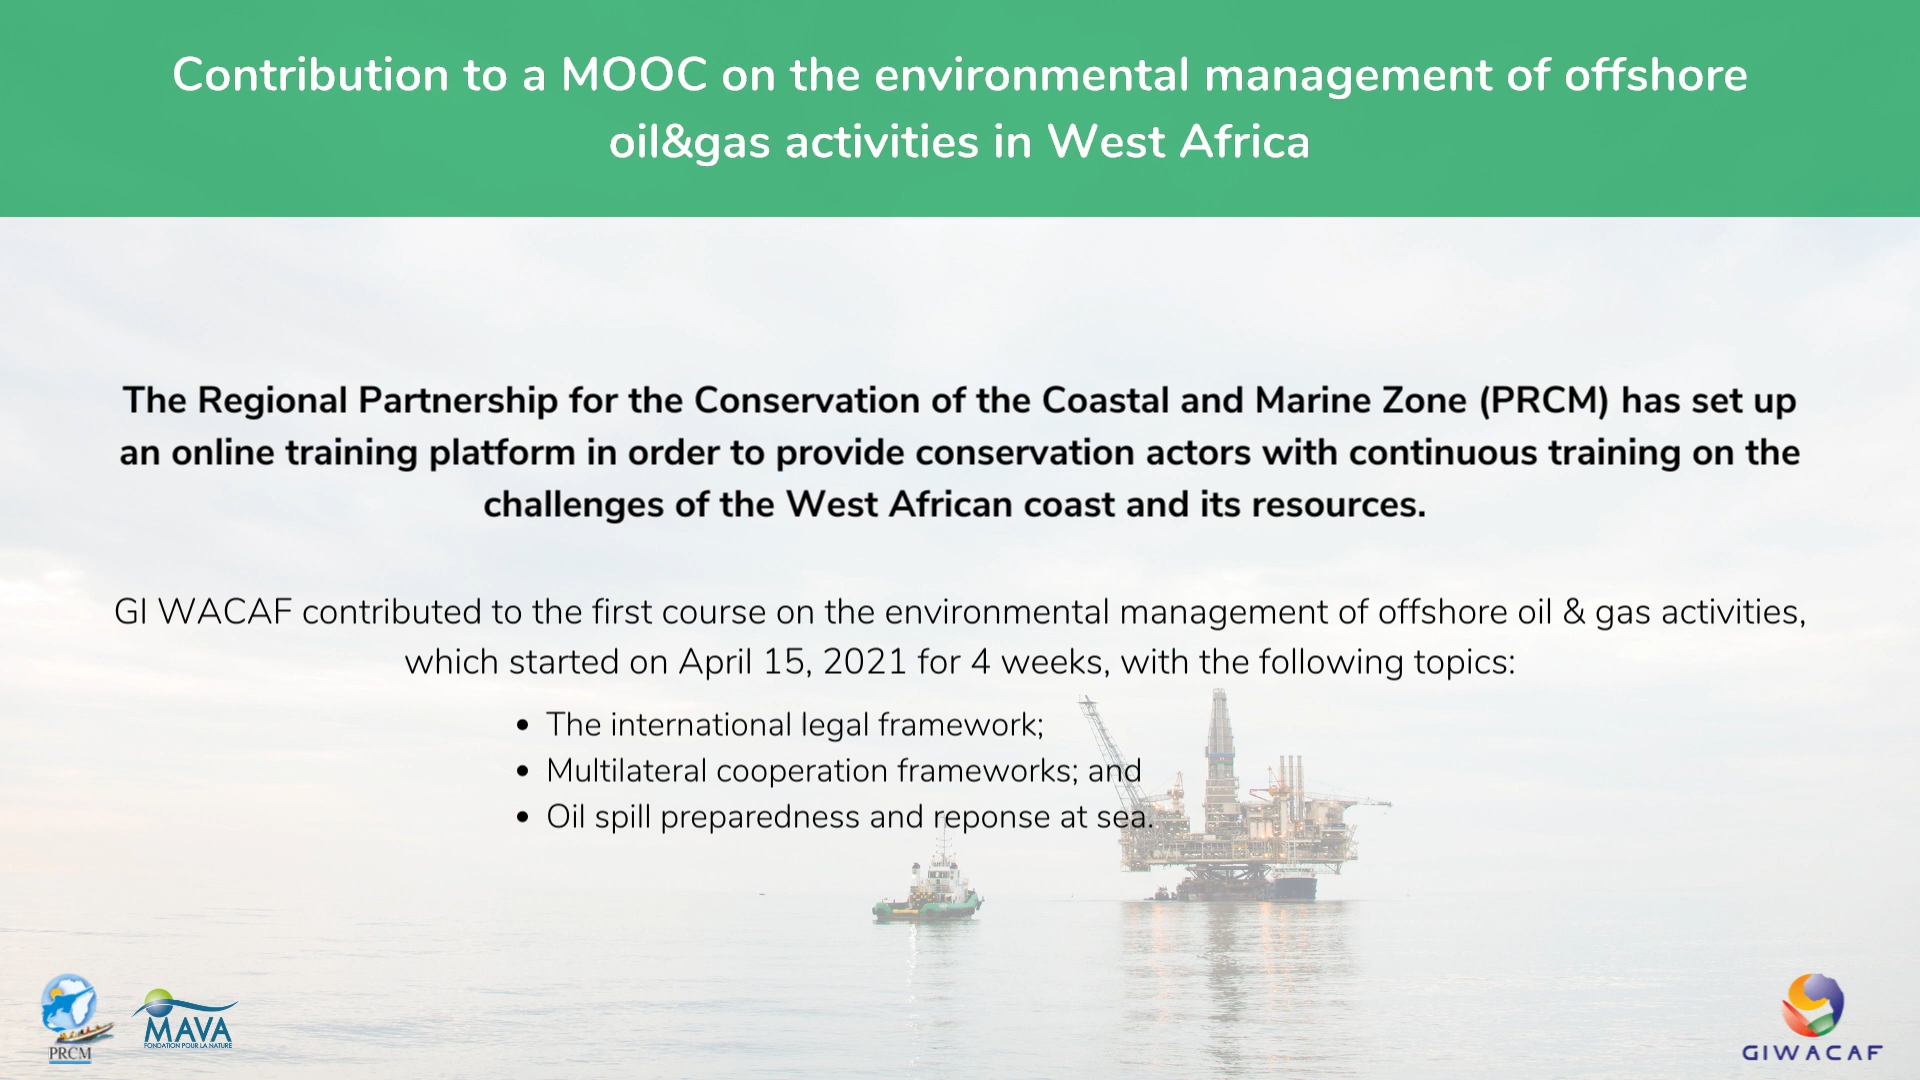 Contribution to a MOOC on the environmental management of offshore
oil&gas activities in West Africa
The Regional Partnership for the Conservation of the Coastal and Marine Zone (PRCM) has set up
an online training platform in order to provide conservation actors with continuous training on the
challenges of the West African coast and its resources.
GI WACAF contributed to the first course on the environmental management of offshore oil & gas activities,
which started on April 15, 2021 for 4 weeks, with the following topics:
• The international legal framework;
• Multilateral cooperation frameworks; and
• Oil spill preparedness and reponse at sea.
PRCM
MAVA
FONDATION POUR LA NATURE
GIWACAF